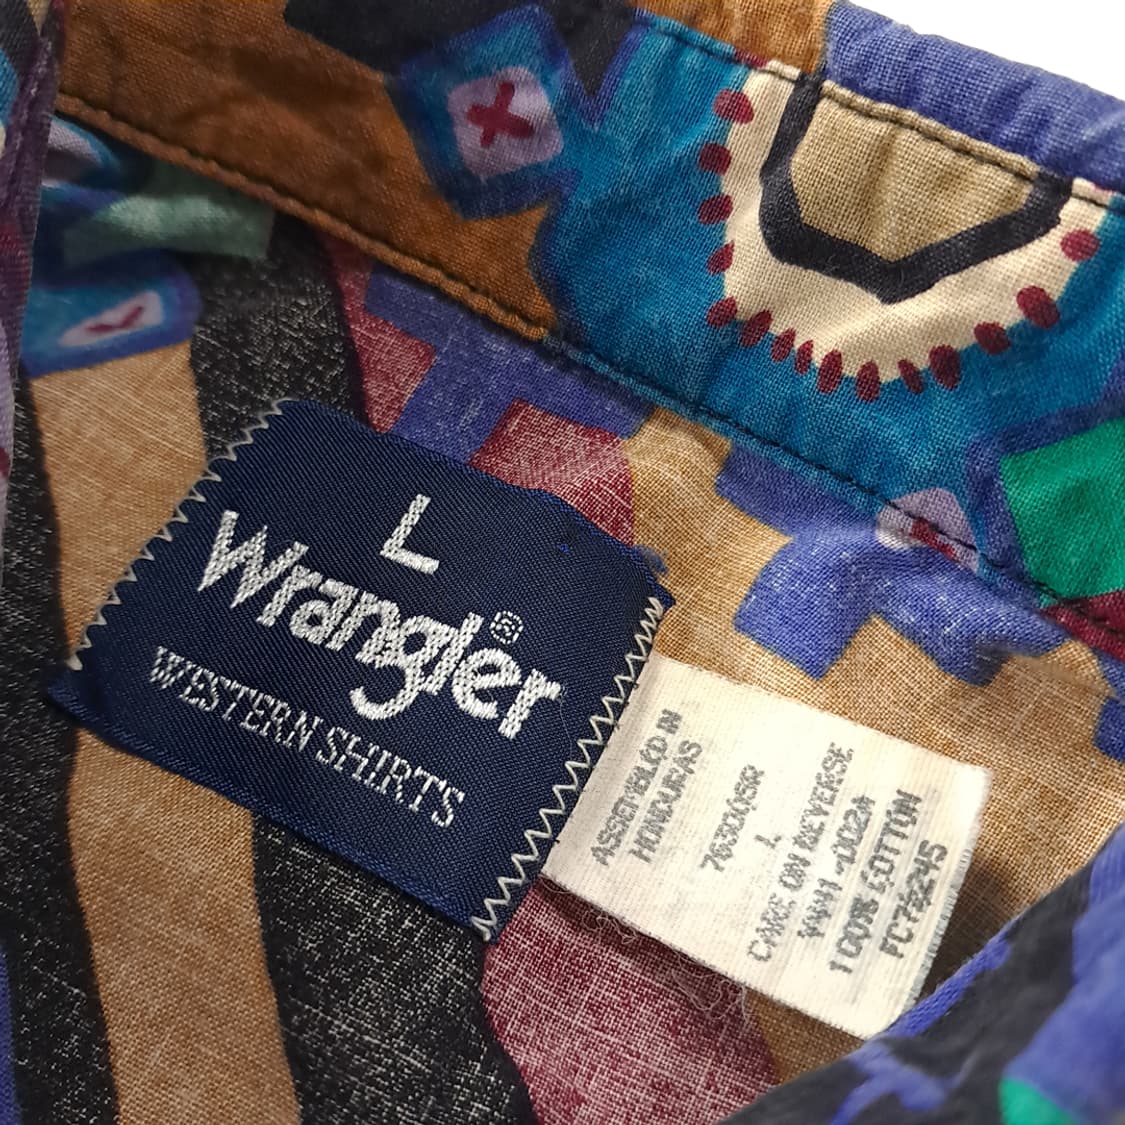 L
Wrangler®
WESTERN SHIRTS
ASSEMBLED IN
HONDURAS
L
CARE ON REVERSE
100% COTTON